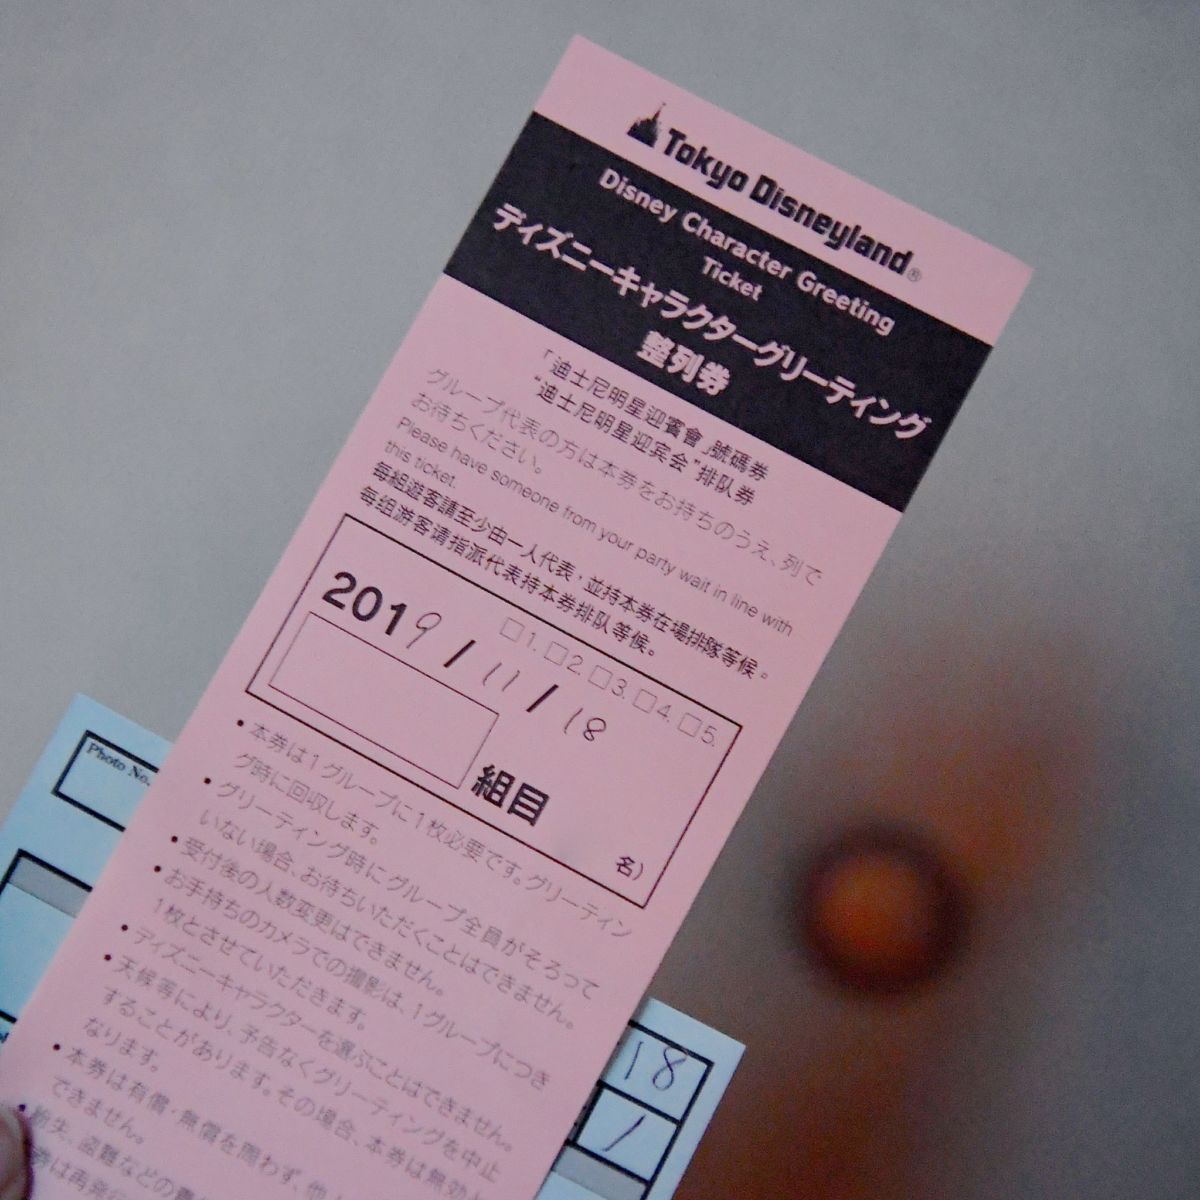 Tokyo Disneyland®
Disney Character Greeting
Ticket
ディズニーキャラクターグリーティング
整列券
「迪士尼明星迎賓會」號碼券
“迪士尼明星迎宾会”排队券
グループ代表の方は本券をお持ちのうえ、列で
お待ちください。
Please have someone from your party wait in line with
this ticket.
每組遊客請至少由一人代表，並持本券在場排隊等候。
每组游客请指派代表持本券排队等候。
□1. □2. □3. □4. □5.
2019/11/18
組目
名）
• 本券は1グループに1枚必要です。グリーティン
グ時に回収します。
• グリーティング時にグループ全員がそろって
いない場合、お待ちいただくことはできません。
• 受付後の人数変更はできません。
• お手持ちのカメラでの撮影は、1グループにつき
1枚とさせていただきます。
• ディズニーキャラクターを選ぶことはできません。
• 天候等により、予告なくグリーティングを中止
することがあります。その場合、本券は無効と
なります。
• 本券は有償・無償を問わず、他
できません。
紛失、盗難などの
券は再発行
Photo No.
18
1